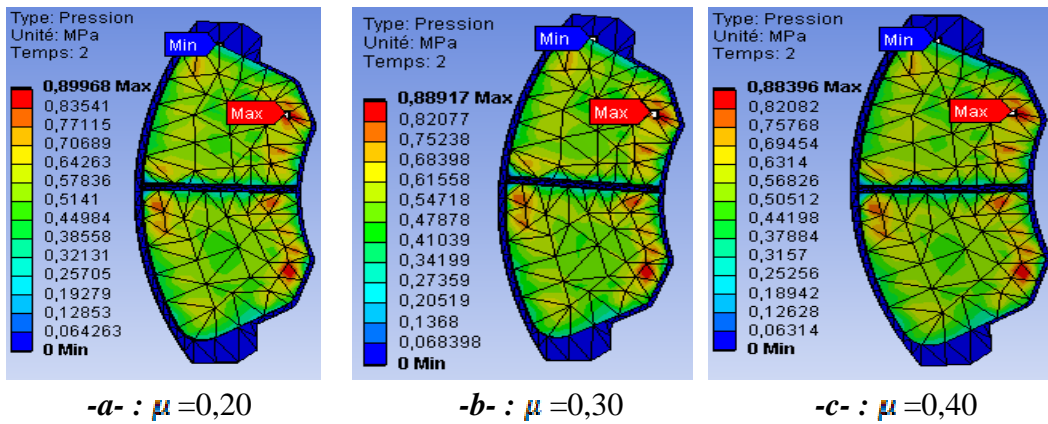 Type: Pression
Unité: MPa
Temps: 2
0,89968 Max
0,83541
0,77115
0,70689
0,64263
0,57836
0,5141
0,44984
0,38558
0,32131
0,25705
0,19279
0,12853
0,064263
0 Min
Min
Max
-a- : μ =0,20
Type: Pression
Unité: MPa
Temps: 2
0,88917 Max
0,82077
0,75238
0,68398
0,61558
0,54718
0,47878
0,41039
0,34199
0,27359
0,20519
0,1368
0,068398
0 Min
Min
Max
-b- : μ =0,30
Type: Pression
Unité: MPa
Temps: 2
0,88396 Max
0,82082
0,75768
0,69454
0,6314
0,56826
0,50512
0,44198
0,37884
0,3157
0,25256
0,18942
0,12628
0,06314
0 Min
Min
Max
-c- : μ =0,40